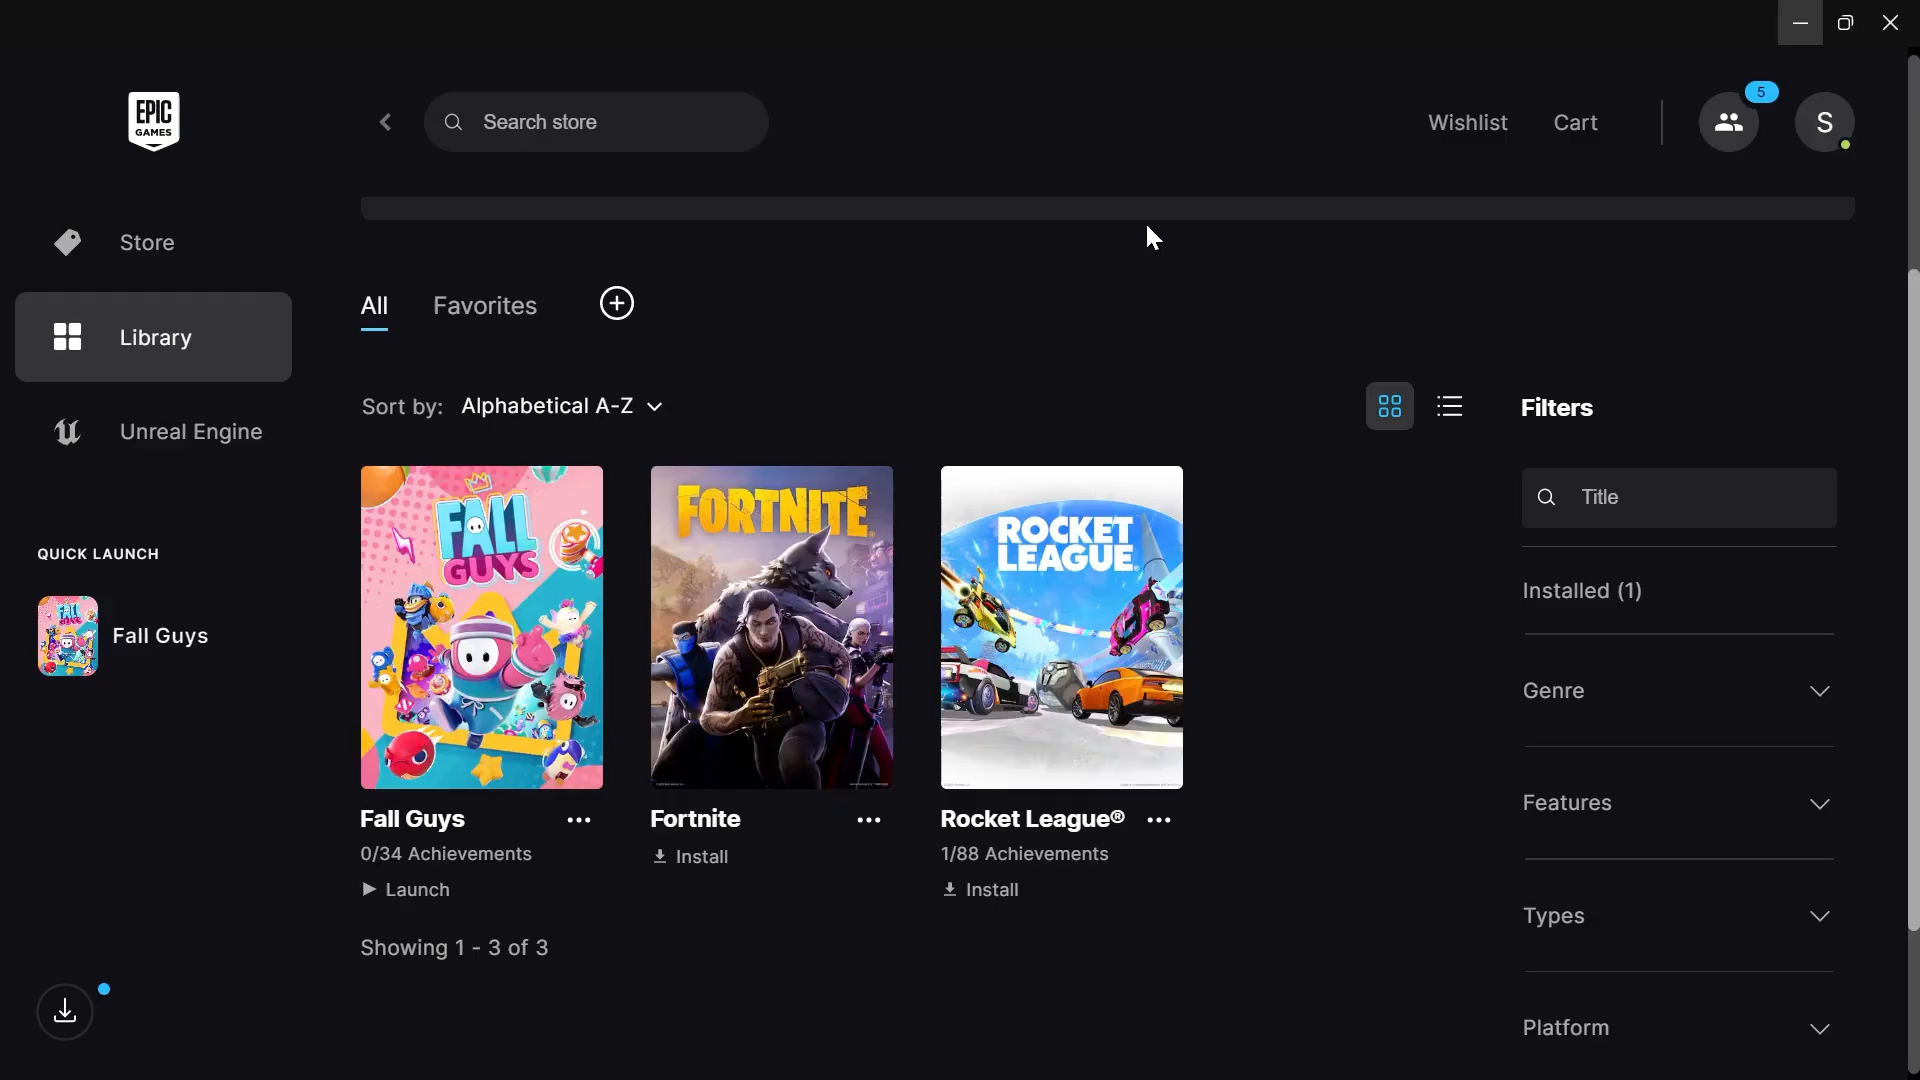 EPIC
GAMES
Search store
Wishlist
Cart
5
S
Store
Library
Unreal Engine
QUICK LAUNCH
Fall Guys
All
Favorites
Sort by: Alphabetical A-Z
FALL
GUYS
FORTNITE
ROCKET
LEAGUE
Fall Guys
0/34 Achievements
Launch
Fortnite
Install
Rocket League®
1/88 Achievements
Install
Showing 1 - 3 of 3
Filters
Title
Installed (1)
Genre
Features
Types
Platform